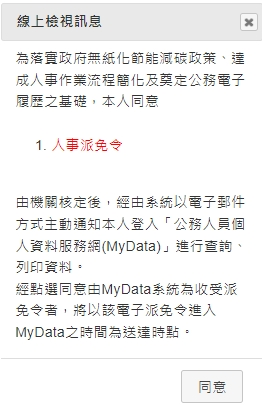 線上檢視訊息
為落實政府無紙化節能減碳政策、達
成人事作業流程簡化及奠定公務電子
履歷之基礎，本人同意
1. 人事派免令
由機關核定後，經由系統以電子郵件
方式主動通知本人登入「公務人員個
人資料服務網(MyData)」進行查詢、
列印資料。
經點選同意由MyData系統為收受派
免令者，將以該電子派免令進入
MyData之時間為送達時點。
同意